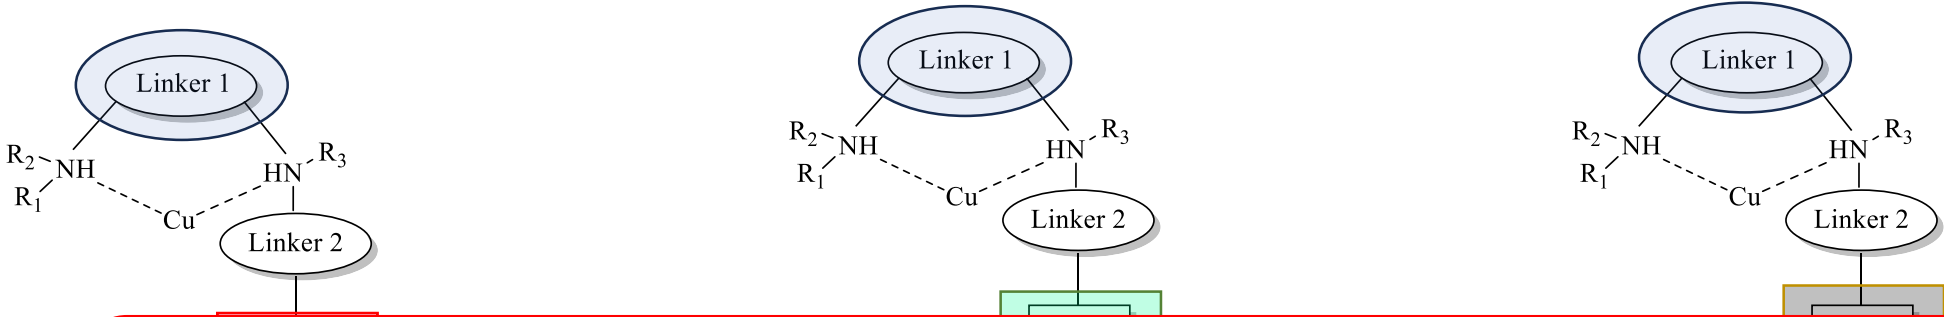 Linker 1
R2
NH
HN
R3
R1
Cu
Linker 2
Linker 1
R2
NH
HN
R3
R1
Cu
Linker 2
Linker 1
R2
NH
HN
R3
R1
Cu
Linker 2